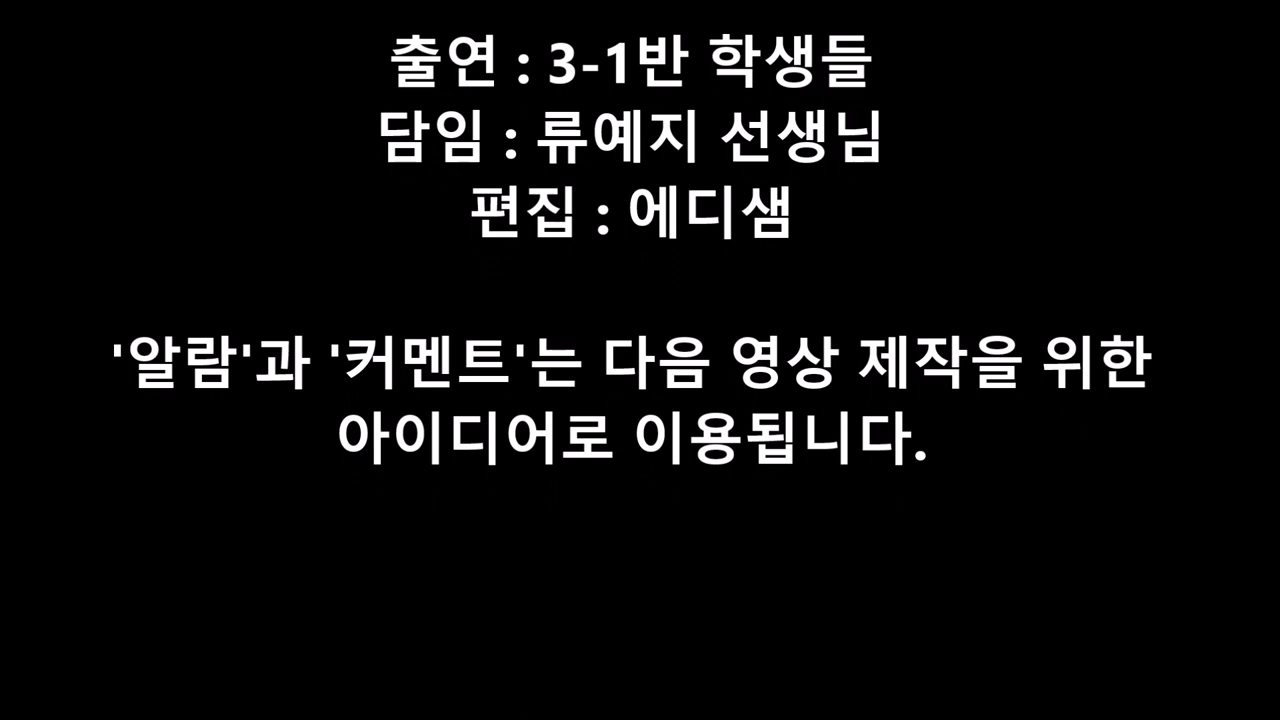 출연 : 3-1반 학생들
담임 : 류예지 선생님
편집 : 에디샘
'알람'과 '커멘트'는 다음 영상 제작을 위한
아이디어로 이용됩니다.